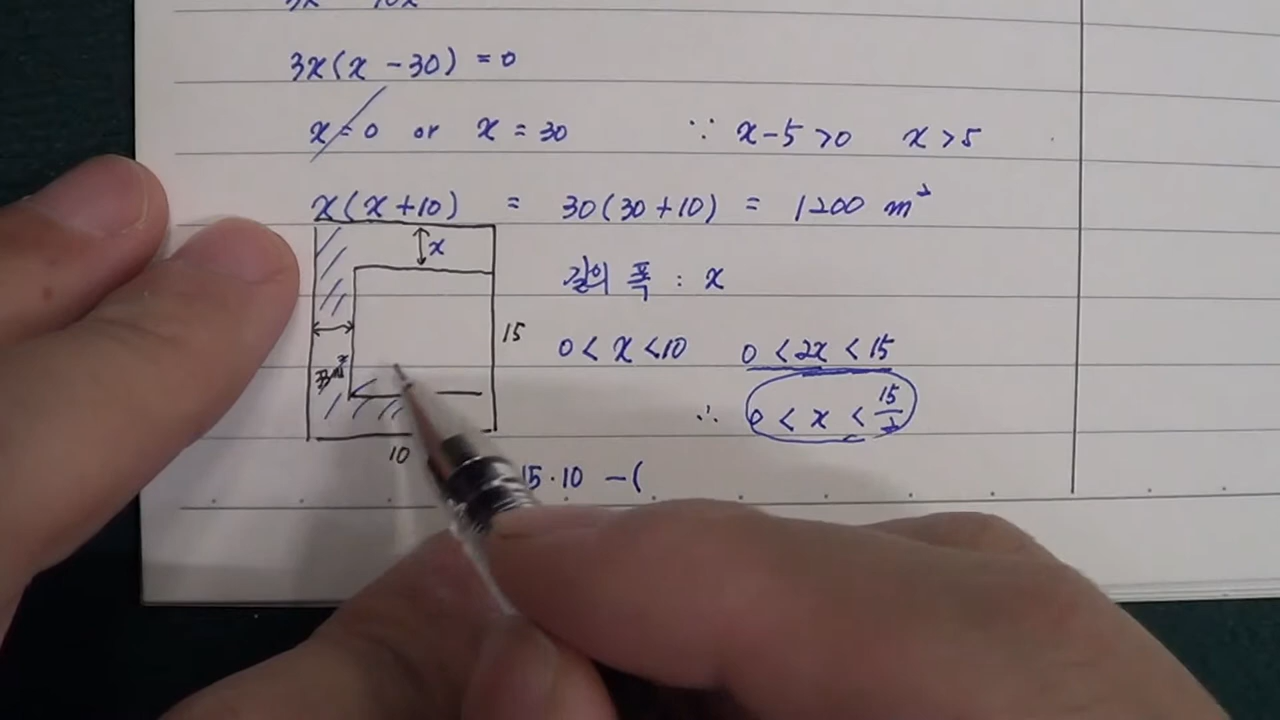 3x(x - 30) = 0
x = 0 or x = 30 ∵ x-5>0 x>5
x(x+10) = 30(30+10) = 1200 m²
x
길의 폭 : x
15
0 < x < 10 0 < 2x < 15
x
∴ 0 < x < 15/2
10
15·10 -(